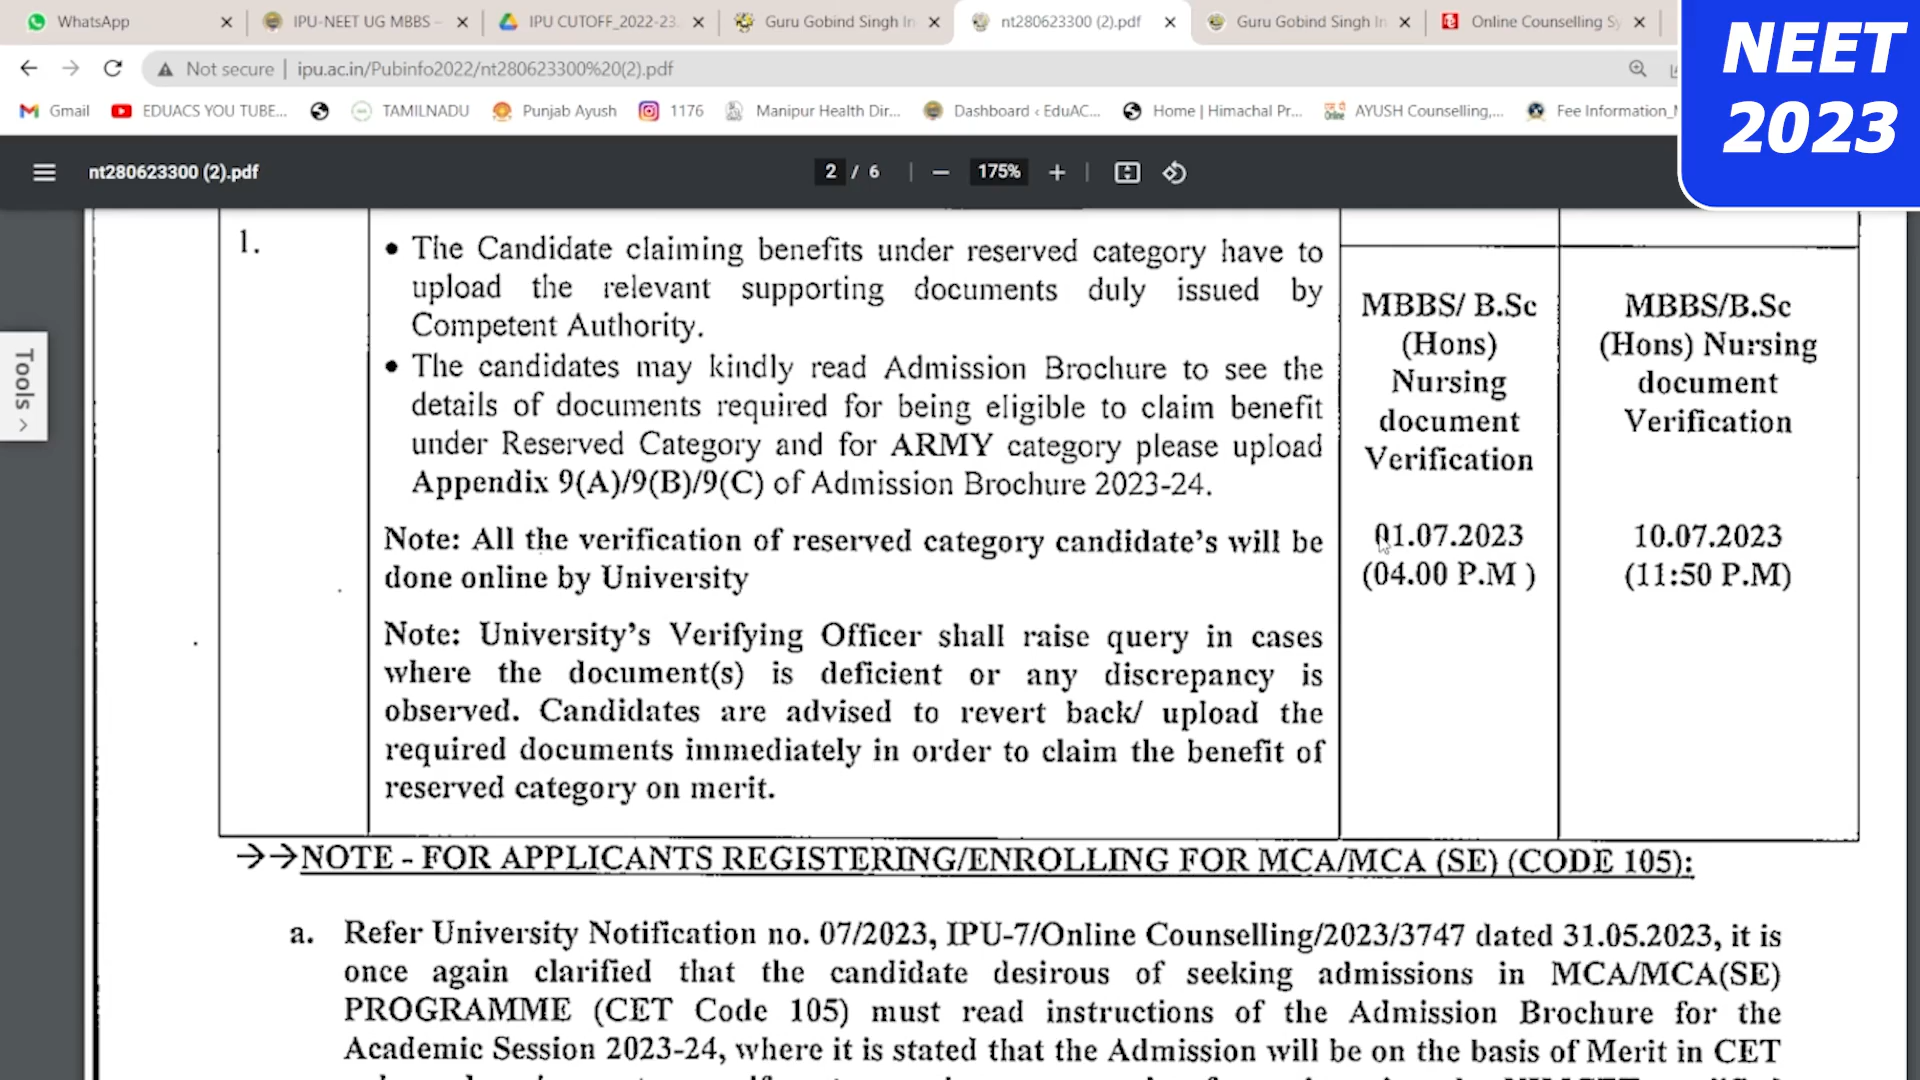 WhatsApp
IPU-NEET UG MBBS –
IPU CUTOFF_2022-23.
Guru Gobind Singh In
nt280623300 (2).pdf
Guru Gobind Singh In
Online Counselling Sy
NEET
2023
Not secure
ipu.ac.in/Pubinfo2022/nt280623300%20(2).pdf
Gmail
EDUACS YOU TUBE...
TAMILNADU
Punjab Ayush
1176
Manipur Health Dir...
Dashboard ‹ EduAC...
Home | Himachal Pr...
AYUSH Counselling,...
Fee Information_
nt280623300 (2).pdf
2 / 6
175%
Tools
1.
• The Candidate claiming benefits under reserved category have to
upload the relevant supporting documents duly issued by
Competent Authority.
• The candidates may kindly read Admission Brochure to see the
details of documents required for being eligible to claim benefit
under Reserved Category and for ARMY category please upload
Appendix 9(A)/9(B)/9(C) of Admission Brochure 2023-24.
Note: All the verification of reserved category candidate's will be
done online by University
Note: University's Verifying Officer shall raise query in cases
where the document(s) is deficient or any discrepancy is
observed. Candidates are advised to revert back/ upload the
required documents immediately in order to claim the benefit of
reserved category on merit.
MBBS/ B.Sc
(Hons)
Nursing
document
Verification
01.07.2023
(04.00 P.M )
MBBS/B.Sc
(Hons) Nursing
document
Verification
10.07.2023
(11:50 P.M)
→→NOTE - FOR APPLICANTS REGISTERING/ENROLLING FOR MCA/MCA (SE) (CODE 105):
a. Refer University Notification no. 07/2023, IPU-7/Online Counselling/2023/3747 dated 31.05.2023, it is
once again clarified that the candidate desirous of seeking admissions in MCA/MCA(SE)
PROGRAMME (CET Code 105) must read instructions of the Admission Brochure for the
Academic Session 2023-24, where it is stated that the Admission will be on the basis of Merit in CET